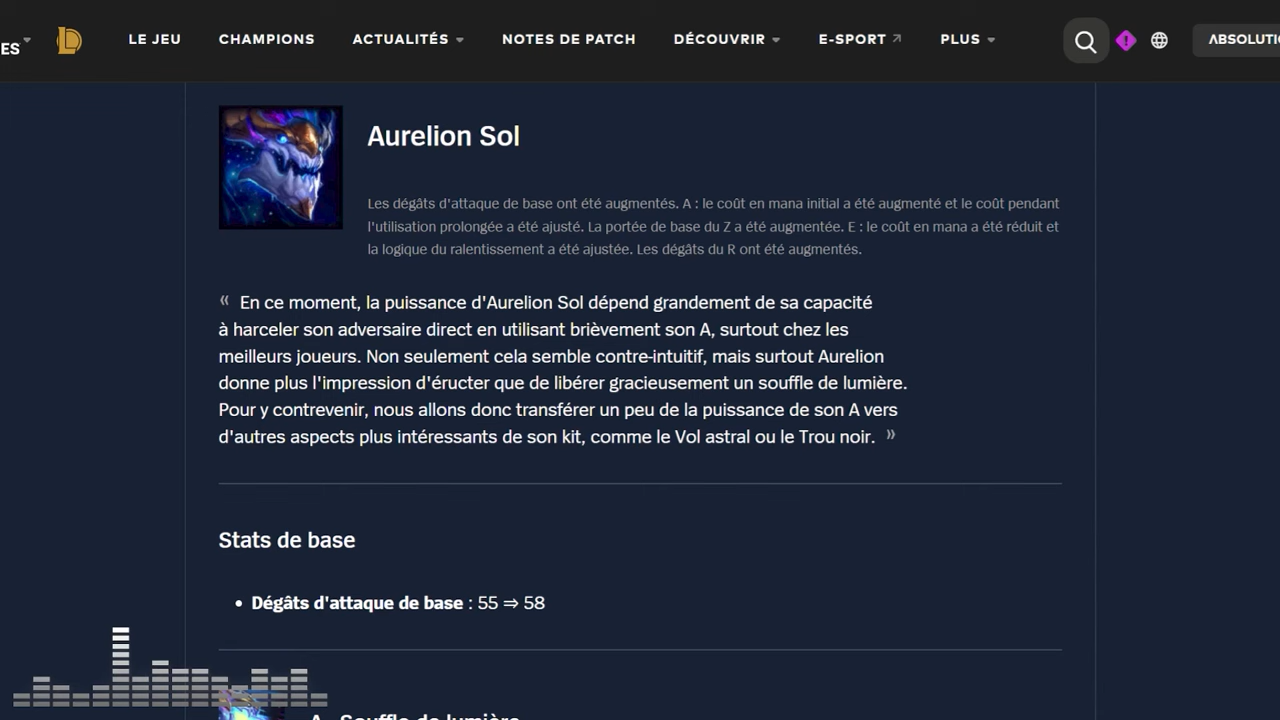 ES
LE JEU CHAMPIONS ACTUALITÉS NOTES DE PATCH DÉCOUVRIR E-SPORT PLUS
Aurelion Sol
Les dégâts d'attaque de base ont été augmentés. A : le coût en mana initial a été augmenté et le coût pendant
l'utilisation prolongée a été ajusté. La portée de base du Z a été augmentée. E : le coût en mana a été réduit et
la logique du ralentissement a été ajustée. Les dégâts du R ont été augmentés.
« En ce moment, la puissance d'Aurelion Sol dépend grandement de sa capacité
à harceler son adversaire direct en utilisant brièvement son A, surtout chez les
meilleurs joueurs. Non seulement cela semble contre-intuitif, mais surtout Aurelion
donne plus l'impression d'éructer que de libérer gracieusement un souffle de lumière.
Pour y contrevenir, nous allons donc transférer un peu de la puissance de son A vers
d'autres aspects plus intéressants de son kit, comme le Vol astral ou le Trou noir. »
Stats de base
• Dégâts d'attaque de base : 55 ⇒ 58
A - Souffle de lumière